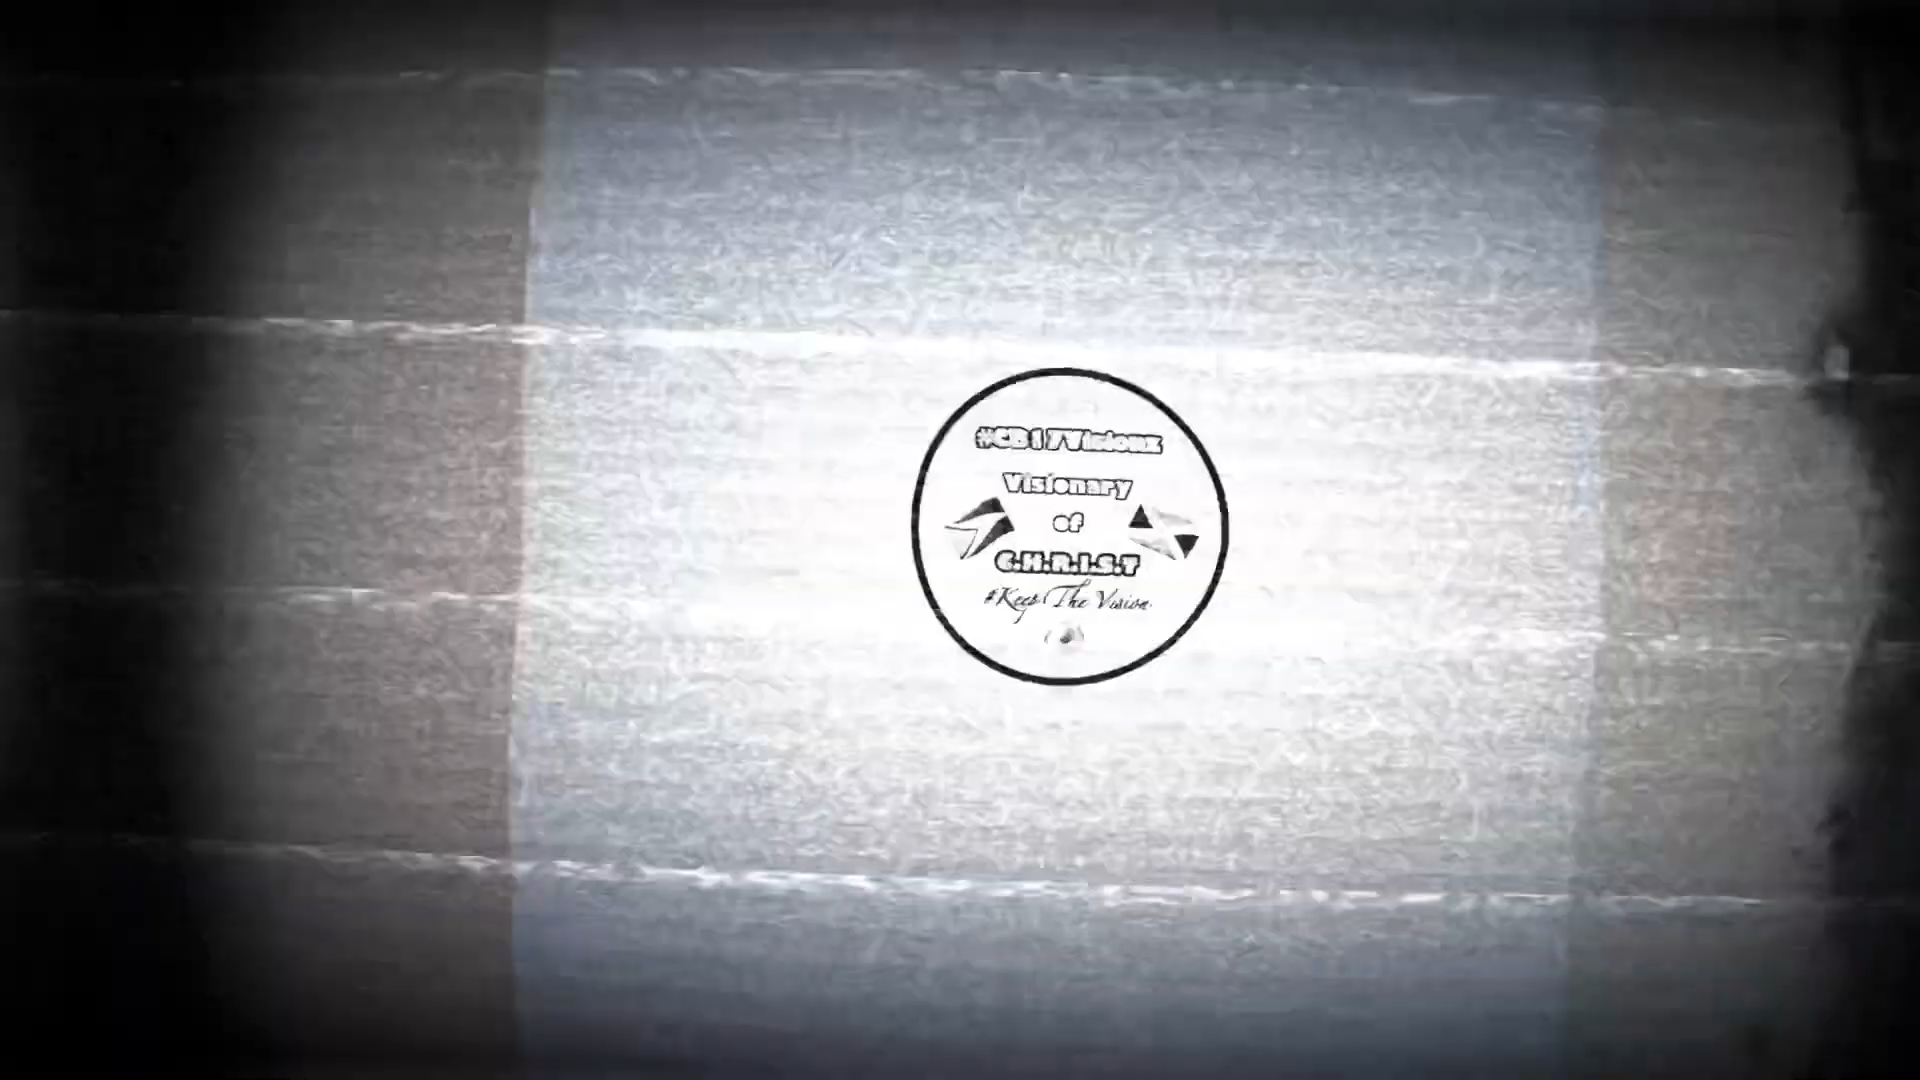 #CB17Visionz
Visionary
of
C.H.R.I.S.T
#Keep The Vision